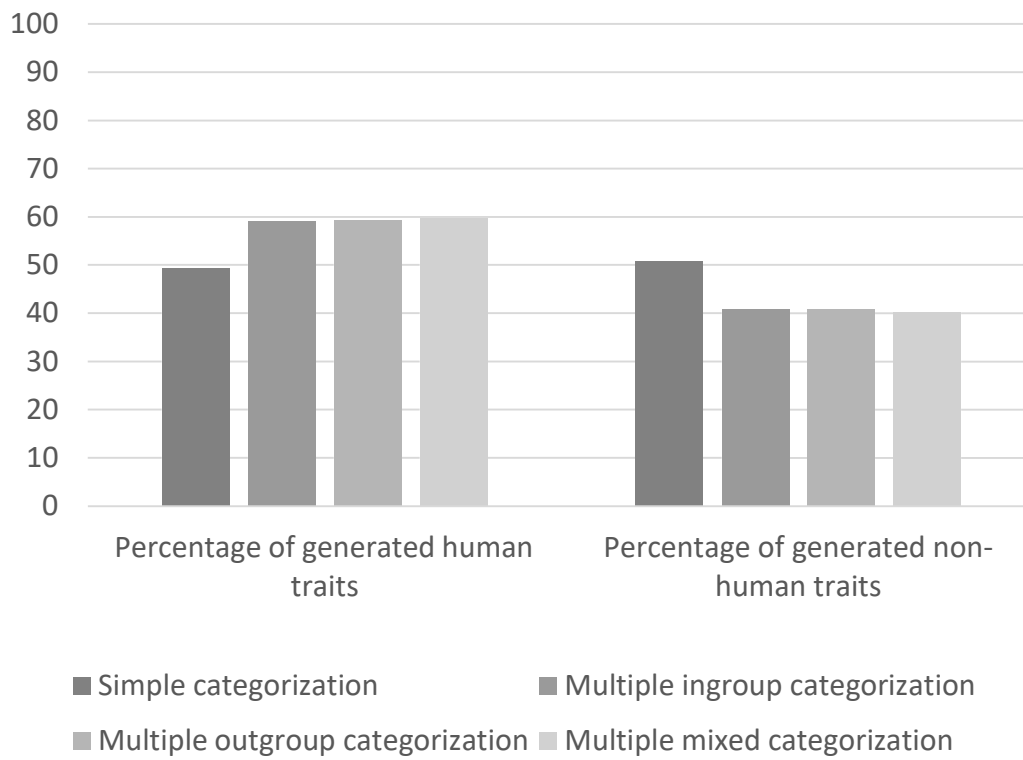 100
90
80
70
60
50
40
30
20
10
0
Percentage of generated human
traits
Percentage of generated non-
human traits
Simple categorization
Multiple ingroup categorization
Multiple outgroup categorization
Multiple mixed categorization